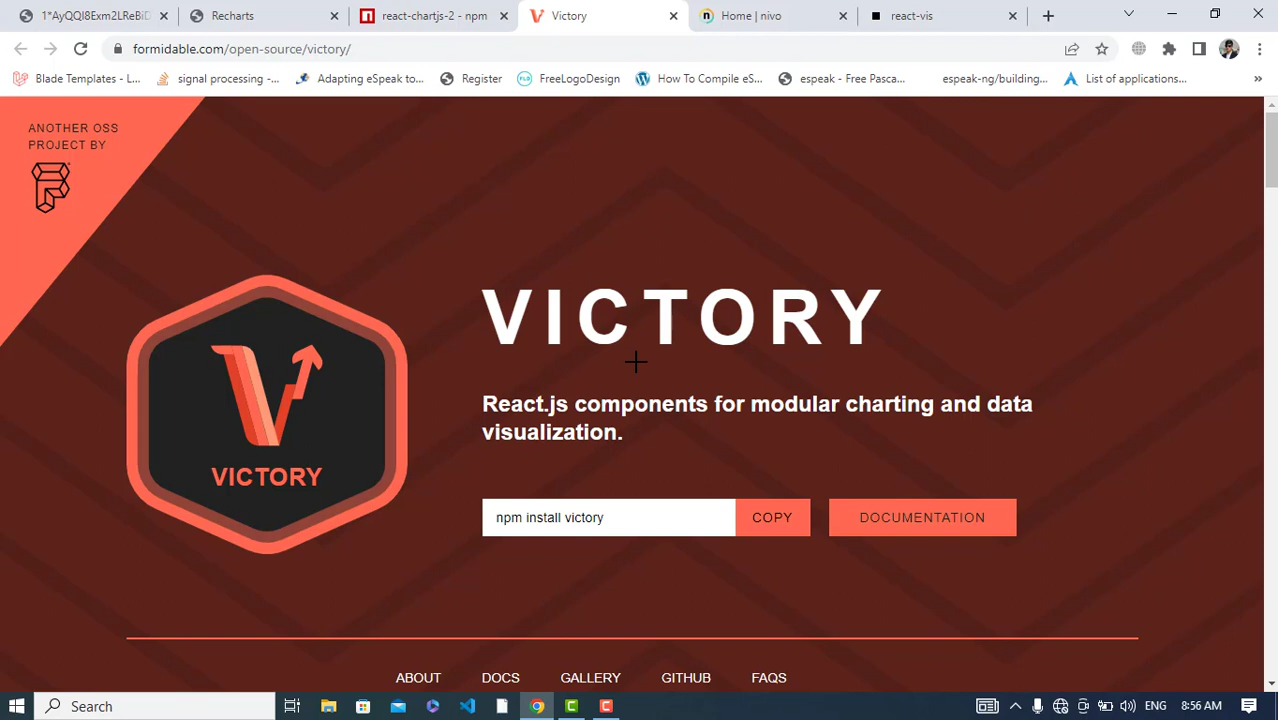 1*AyQQI8Exm2LReBiD
Recharts
react-chartjs-2 - npm
Victory
Home | nivo
react-vis
formidable.com/open-source/victory/
Blade Templates - L...
signal processing -...
Adapting eSpeak to...
Register
FreeLogoDesign
How To Compile eS...
espeak - Free Pasca...
espeak-ng/building...
List of applications...
ANOTHER OSS
PROJECT BY
VICTORY
VICTORY
React.js components for modular charting and data
visualization.
npm install victory
COPY
DOCUMENTATION
ABOUT
DOCS
GALLERY
GITHUB
FAQS
Search
ENG
8:56 AM